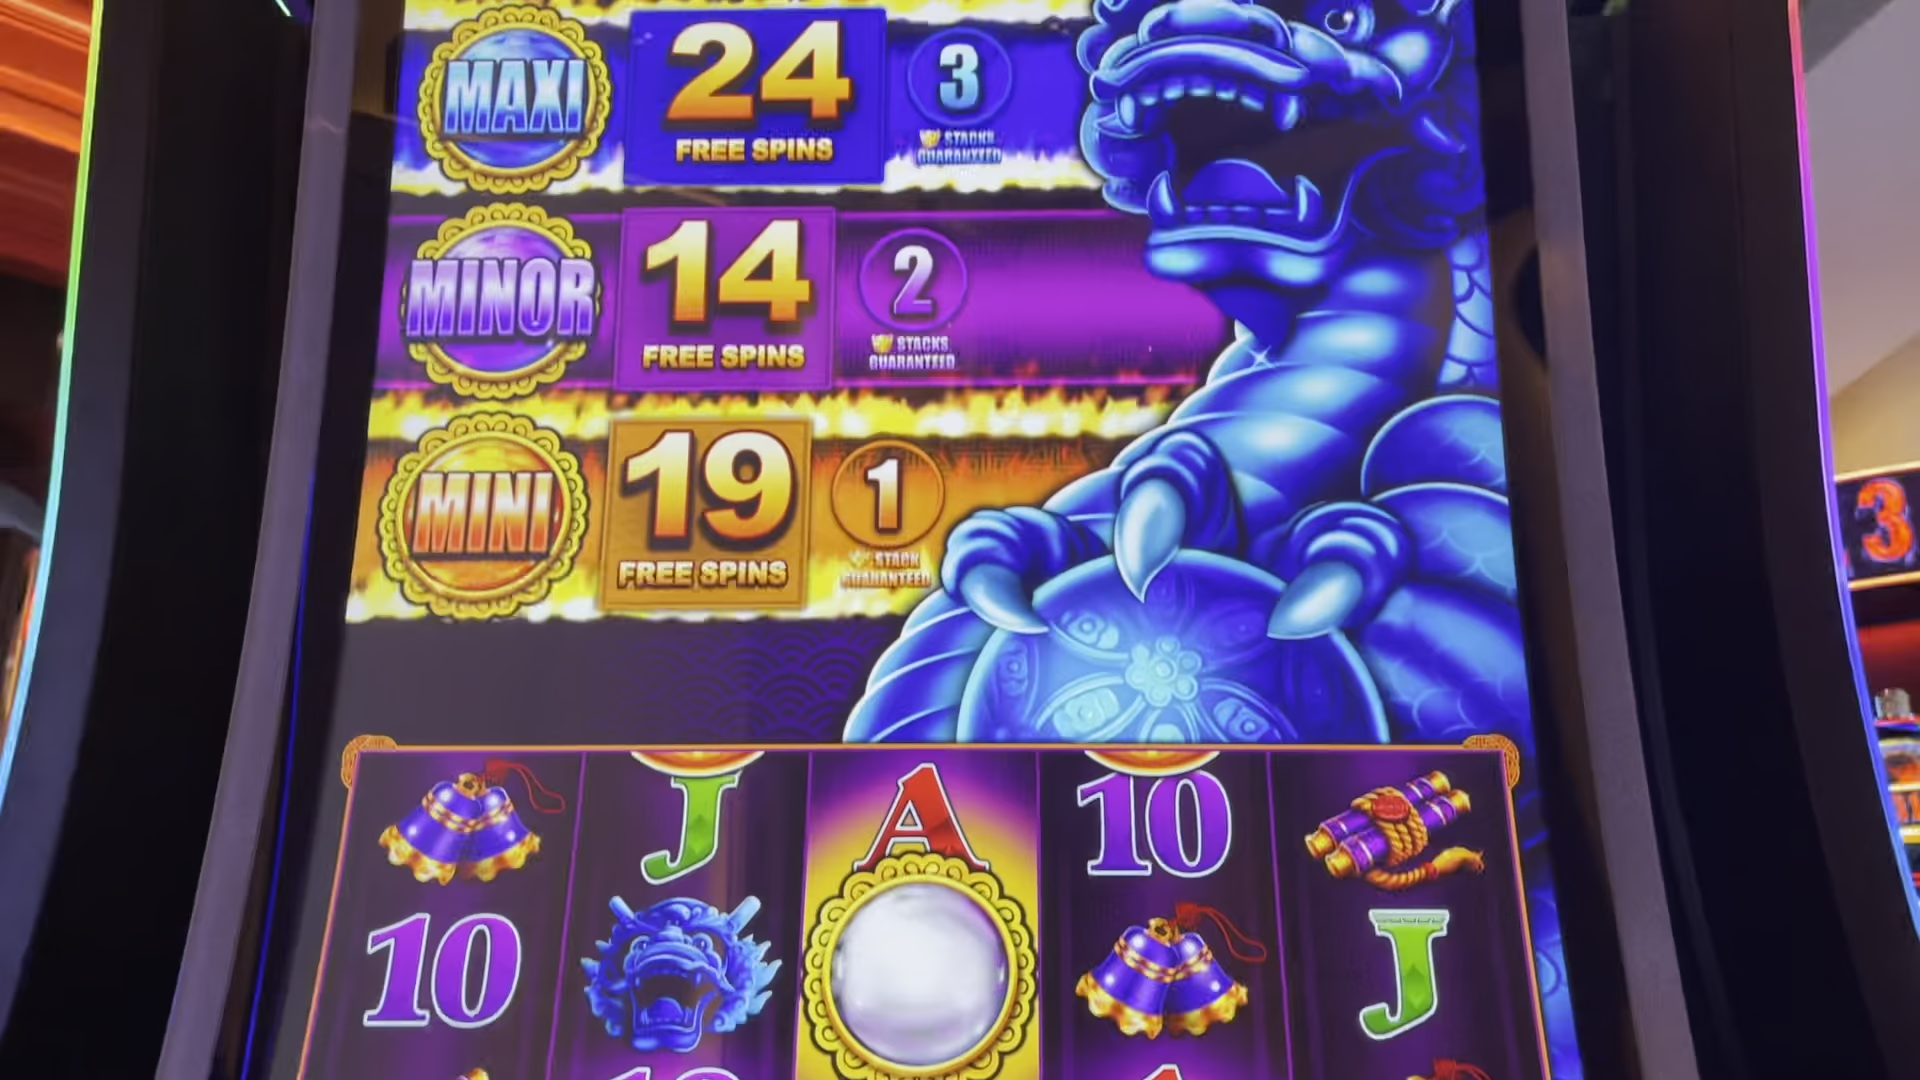 MAXI
24
FREE SPINS
3
STACKS
GUARANTEED
MINOR
14
FREE SPINS
2
STACKS
GUARANTEED
MINI
19
FREE SPINS
1
STACK
GUARANTEED
3
J
A
10
10
J